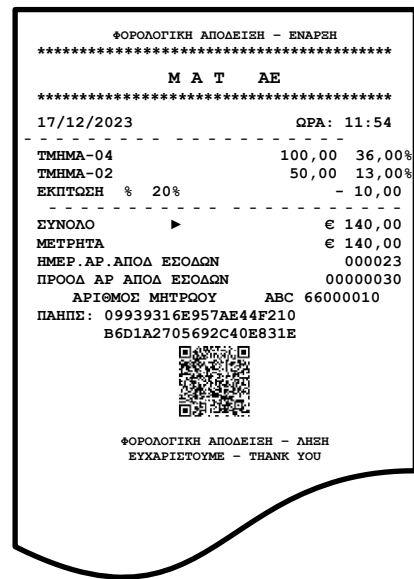 ΦΟΡΟΛΟΓΙΚΗ ΑΠΟΔΕΙΞΗ – ΕΝΑΡΞΗ
******************************************
Μ Α Τ ΑΕ
******************************************
17/12/2023 ΩΡΑ: 11:54
- - - - - - - - - - - - - - - - - - -
ΤΜΗΜΑ-04 100,00 36,00%
ΤΜΗΜΑ-02 50,00 13,00%
ΕΚΠΤΩΣΗ % 20% - 10,00
- - - - - - - - - - - - - - - - - - -
ΣΥΝΟΛΟ ► € 140,00
ΜΕΤΡΗΤΑ € 140,00
ΗΜΕΡ.ΑΡ.ΑΠΟΔ ΕΣΟΔΩΝ 000023
ΠΡΟΟΔ ΑΡ ΑΠΟΔ ΕΣΟΔΩΝ 00000030
ΑΡΙΘΜΟΣ ΜΗΤΡΩΟΥ ABC 66000010
ΠΑΗΠΣ: 09939316E957AE44F210
B6D1A2705692C40E831E
ΦΟΡΟΛΟΓΙΚΗ ΑΠΟΔΕΙΞΗ – ΛΗΞΗ
ΕΥΧΑΡΙΣΤΟΥΜΕ – THANK YOU